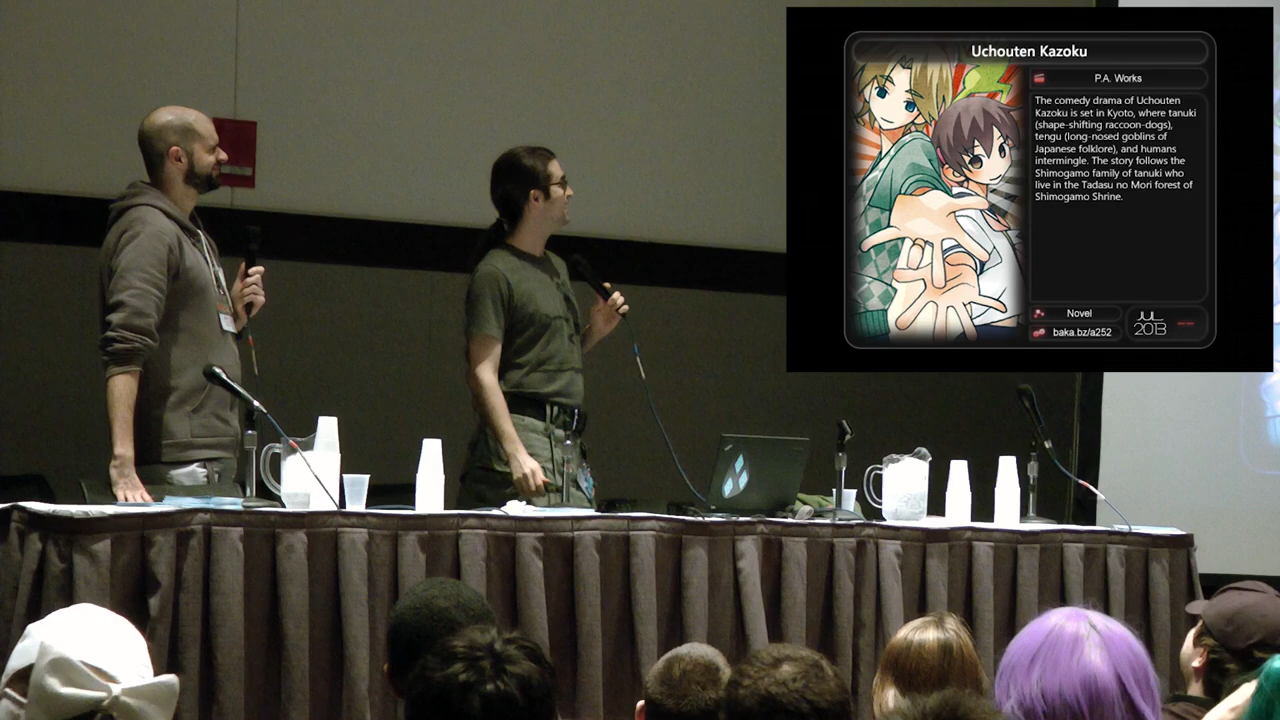 Uchouten Kazoku
P.A. Works
The comedy drama of Uchouten
Kazoku is set in Kyoto, where tanuki
(shape-shifting raccoon-dogs),
tengu (long-nosed goblins of
Japanese folklore), and humans
intermingle. The story follows the
Shimogamo family of tanuki who
live in the Tadasu no Mori forest of
Shimogamo Shrine.
Novel
baka.bz/a252
JUL
2013
--